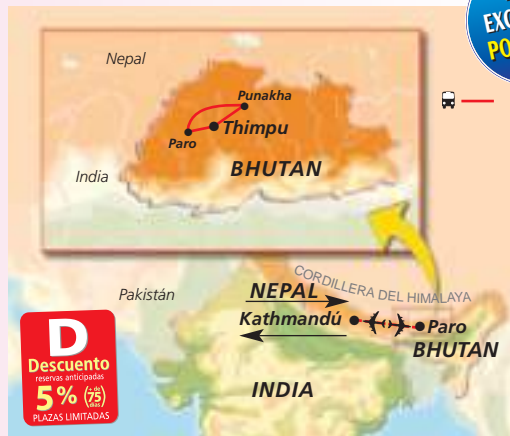 Nepal
Punakha
Paro
Thimpu
India
BHUTAN
CORDILLERA DEL HIMALAYA
Pakistán
NEPAL
Kathmandú
Paro
BHUTAN
INDIA
D
Descuento
reservas anticipadas
5% (+ de 75 días)
PLAZAS LIMITADAS